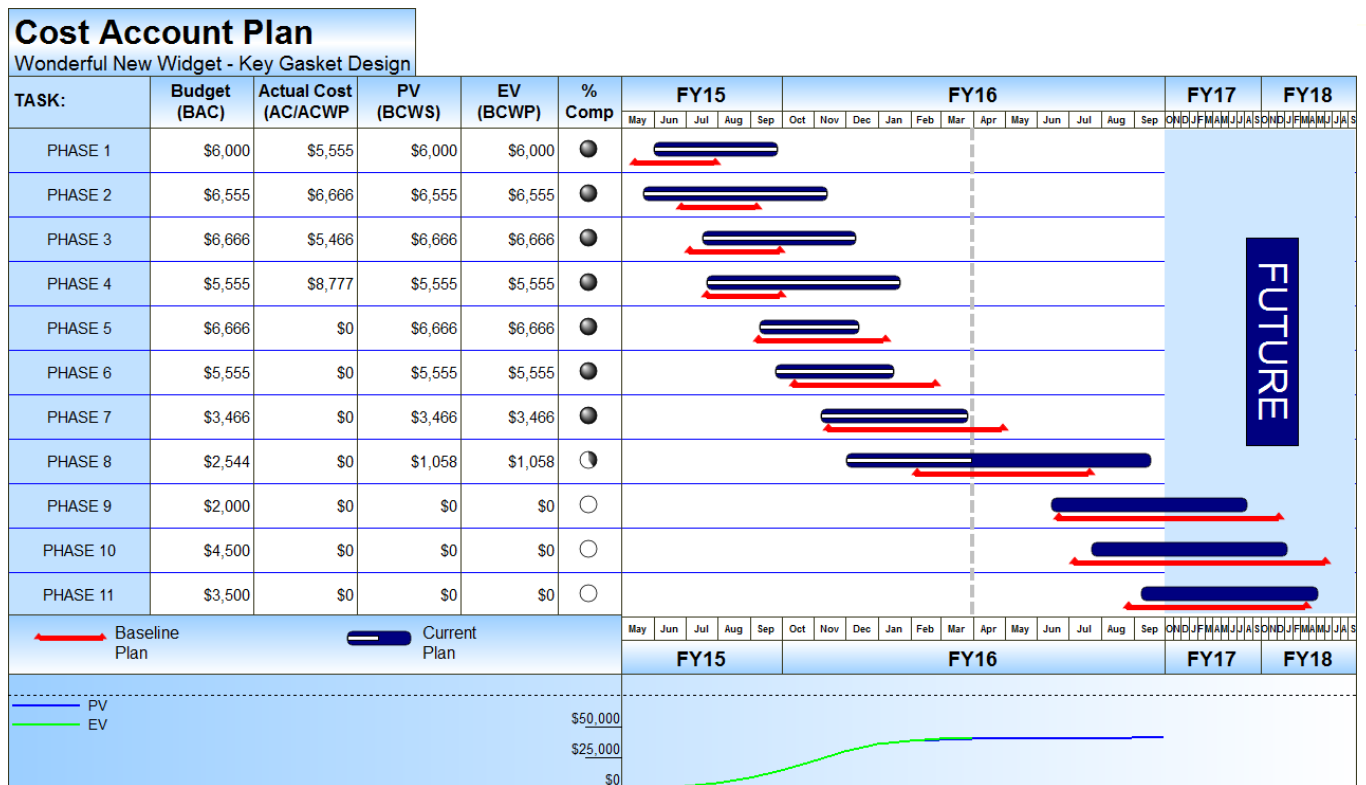 Cost Account Plan
Wonderful New Widget - Key Gasket Design
TASK: Budget (BAC) Actual Cost (AC/ACWP PV (BCWS) EV (BCWP) % Comp FY15 FY16 FY17 FY18
May Jun Jul Aug Sep Oct Nov Dec Jan Feb Mar Apr May Jun Jul Aug Sep O N D J F M A M J J A S O N D J F M A M J J A S
PHASE 1 $6,000 $5,555 $6,000 $6,000
PHASE 2 $6,555 $6,666 $6,555 $6,555
PHASE 3 $6,666 $5,466 $6,666 $6,666
PHASE 4 $5,555 $8,777 $5,555 $5,555
PHASE 5 $6,666 $0 $6,666 $6,666
PHASE 6 $5,555 $0 $5,555 $5,555
PHASE 7 $3,466 $0 $3,466 $3,466
PHASE 8 $2,544 $0 $1,058 $1,058
PHASE 9 $2,000 $0 $0 $0
PHASE 10 $4,500 $0 $0 $0
PHASE 11 $3,500 $0 $0 $0
FUTURE
Baseline Plan
Current Plan
May Jun Jul Aug Sep Oct Nov Dec Jan Feb Mar Apr May Jun Jul Aug Sep O N D J F M A M J J A S O N D J F M A M J J A S
FY15 FY16 FY17 FY18
PV
EV
$50,000
$25,000
$0